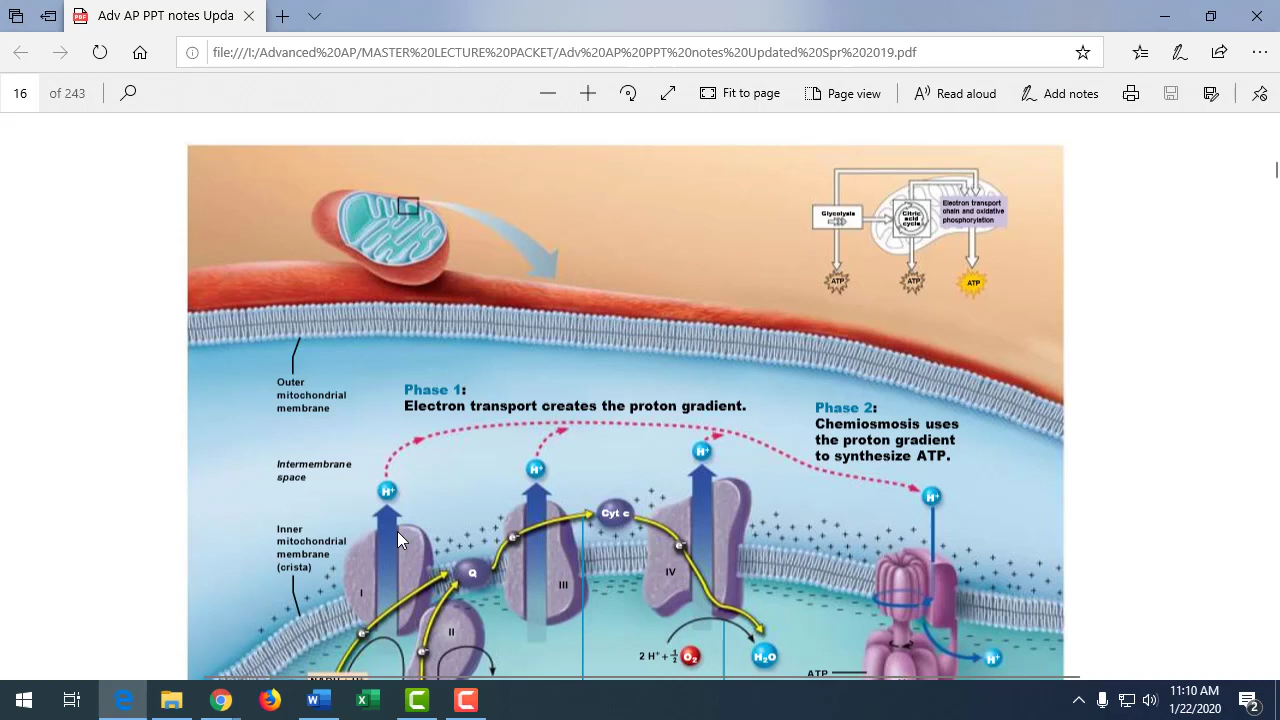 Adv AP PPT Notes Updat
file:///I:/Advanced%20AP/MASTER%20LECTURE%20PACKET/Adv%20AP%20PPT%20notes%20Updated%20Spr%202019.pdf
16 of 243
Fit to page
Page view
Read aloud
Add notes
Glycolysis
Citric
acid
cycle
Electron transport
chain and oxidative
phosphorylation
ATP
ATP
ATP
Outer
mitochondrial
membrane
Phase 1:
Electron transport creates the proton gradient.
Phase 2:
Chemiosmosis uses
the proton gradient
to synthesize ATP.
Intermembrane
space
H+
H+
H+
H+
Inner
mitochondrial
membrane
(crista)
Cyt c
e-
e-
Q
I
III
IV
II
e-
e-
2 H+ + 1/2 O2
H2O
H+
ATP
11:10 AM
1/22/2020
2